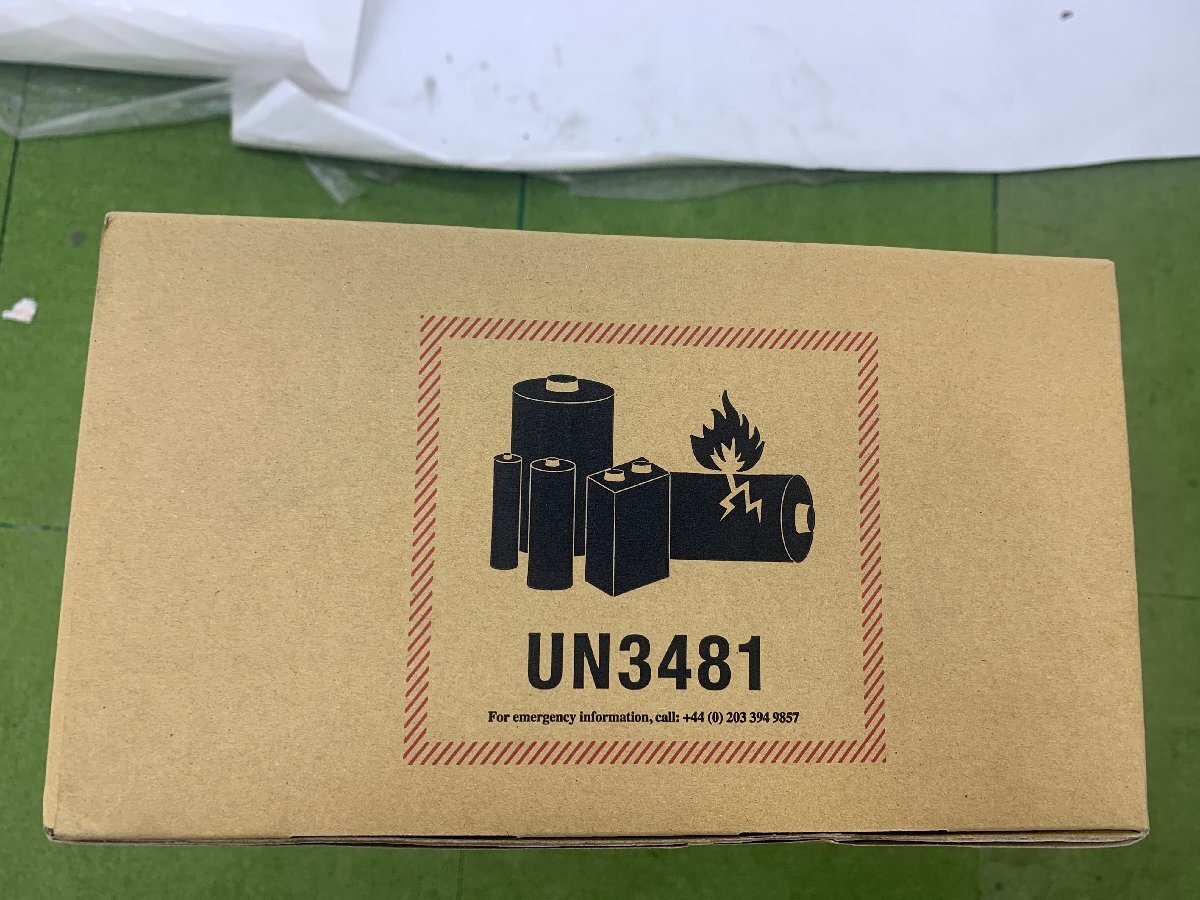 UN3481
For emergency information, call: +44 (0) 203 394 9857